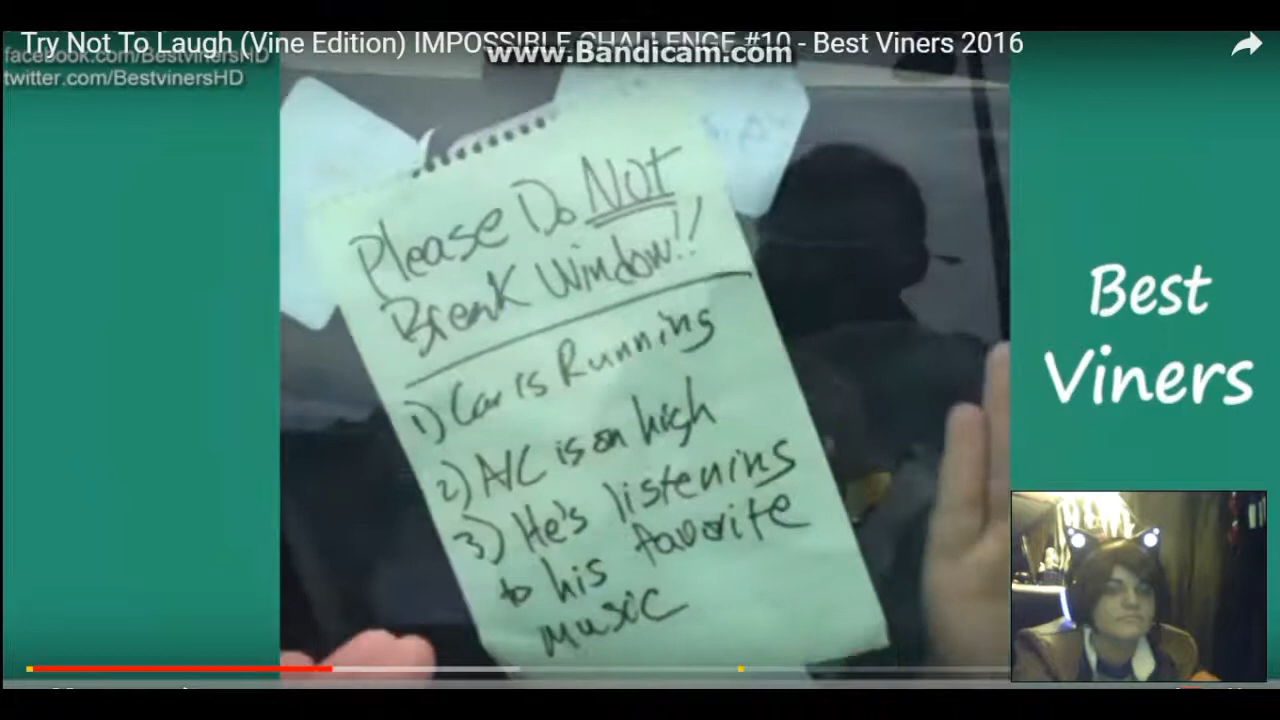 Try Not To Laugh (Vine Edition) IMPOSSIBLE CHALLENGE #10 - Best Viners 2016
www.Bandicam.com
facebook.com/BestvinersHD
twitter.com/BestvinersHD
Please Do Not
Break Window!!
1) Car is Running
2) A/C is on high
3) He's listening
to his favorite
music
Best
Viners